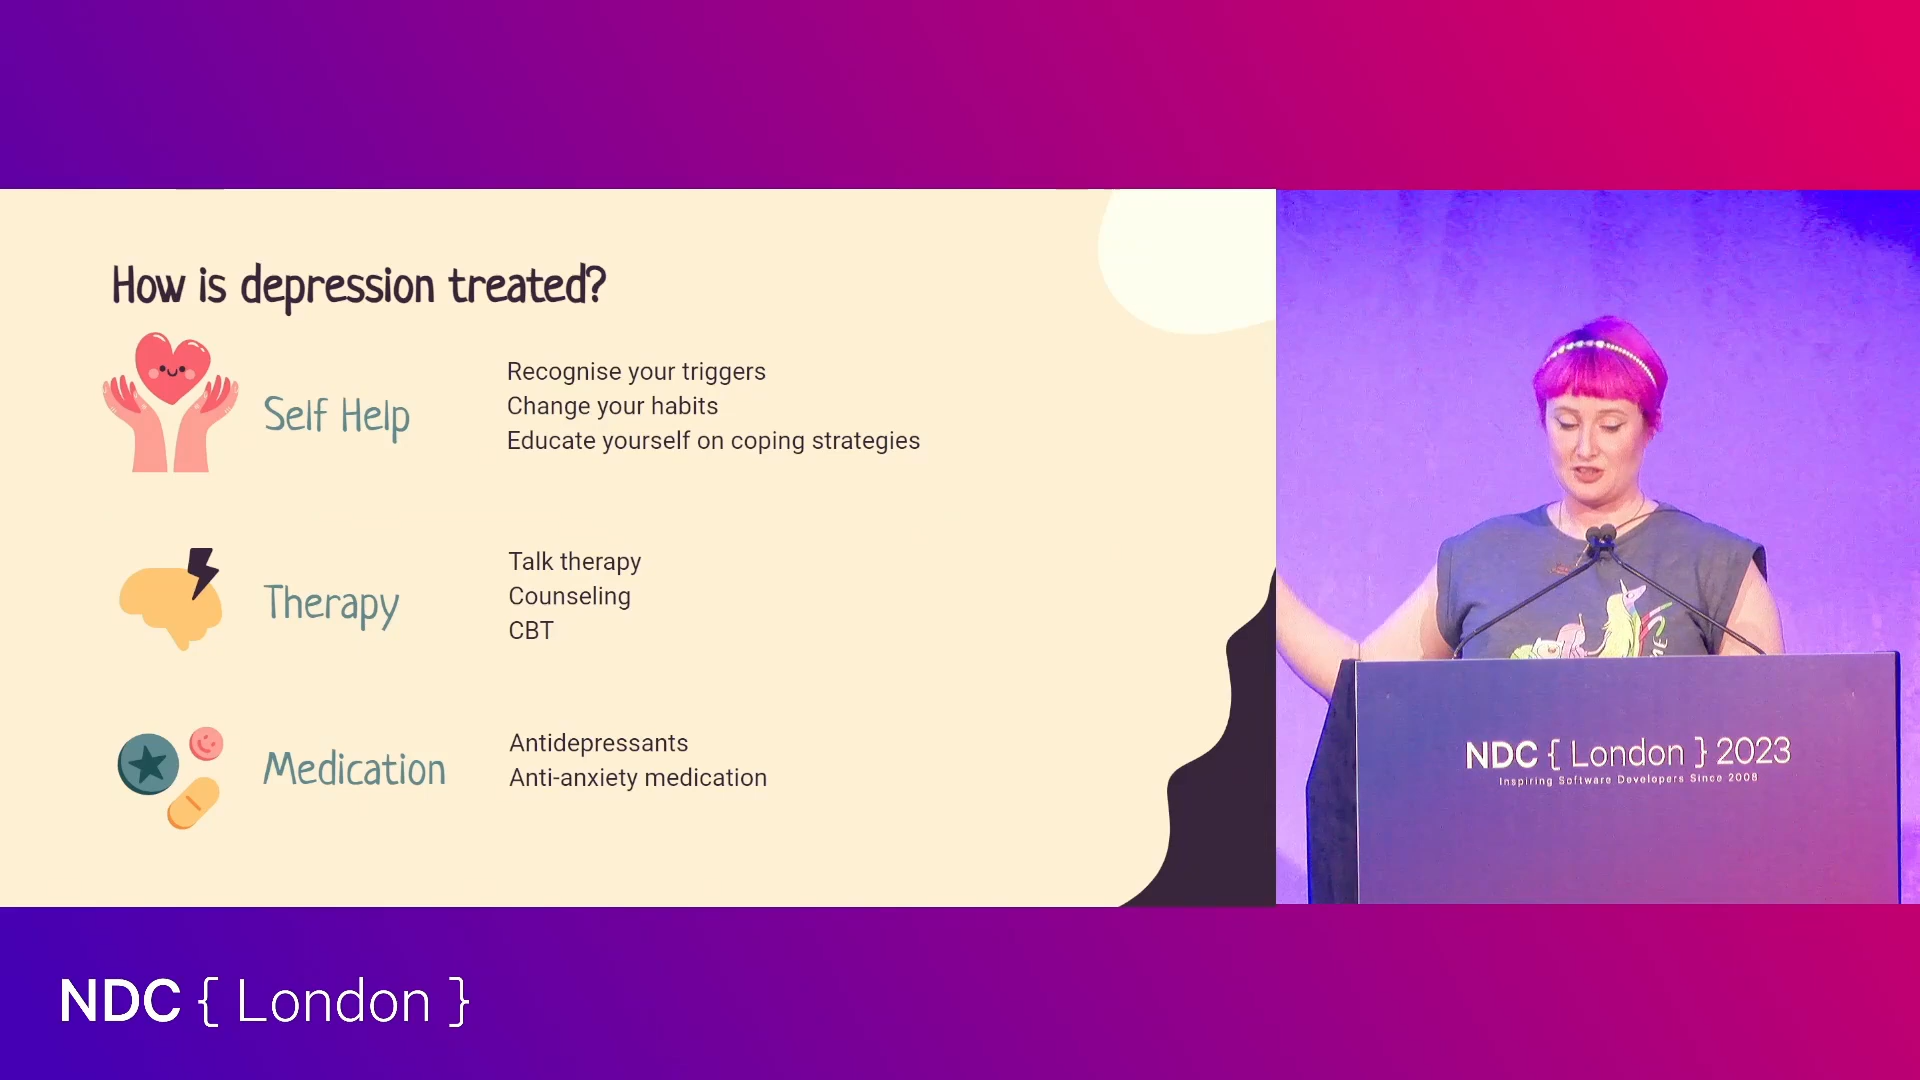 How is depression treated?
Self Help
Recognise your triggers
Change your habits
Educate yourself on coping strategies
Therapy
Talk therapy
Counseling
CBT
Medication
Antidepressants
Anti-anxiety medication
NDC { London } 2023
Inspiring Software Developers Since 2008
NDC { London }